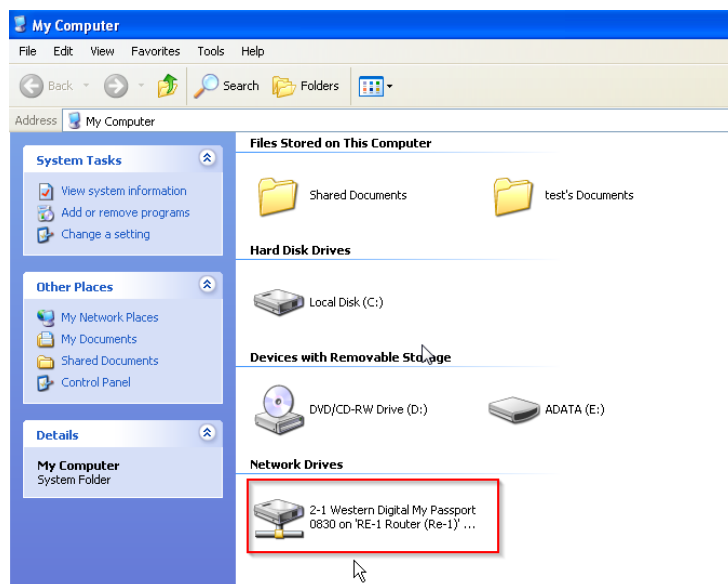 My Computer
File Edit View Favorites Tools Help
Back Search Folders
Address My Computer
System Tasks
View system information
Add or remove programs
Change a setting
Other Places
My Network Places
My Documents
Shared Documents
Control Panel
Details
My Computer
System Folder
Files Stored on This Computer
Shared Documents test's Documents
Hard Disk Drives
Local Disk (C:)
Devices with Removable Storage
DVD/CD-RW Drive (D:) ADATA (E:)
Network Drives
2-1 Western Digital My Passport
0830 on 'RE-1 Router (Re-1)' ...